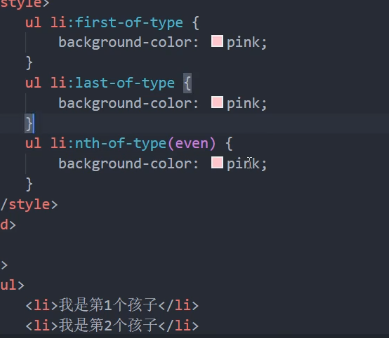 style>
ul li:first-of-type {
background-color: pink;
}
ul li:last-of-type {
background-color: pink;
}
ul li:nth-of-type(even) {
background-color: pink;
}
/style>
d>
>
ul>
<li>我是第1个孩子</li>
<li>我是第2个孩子</li>